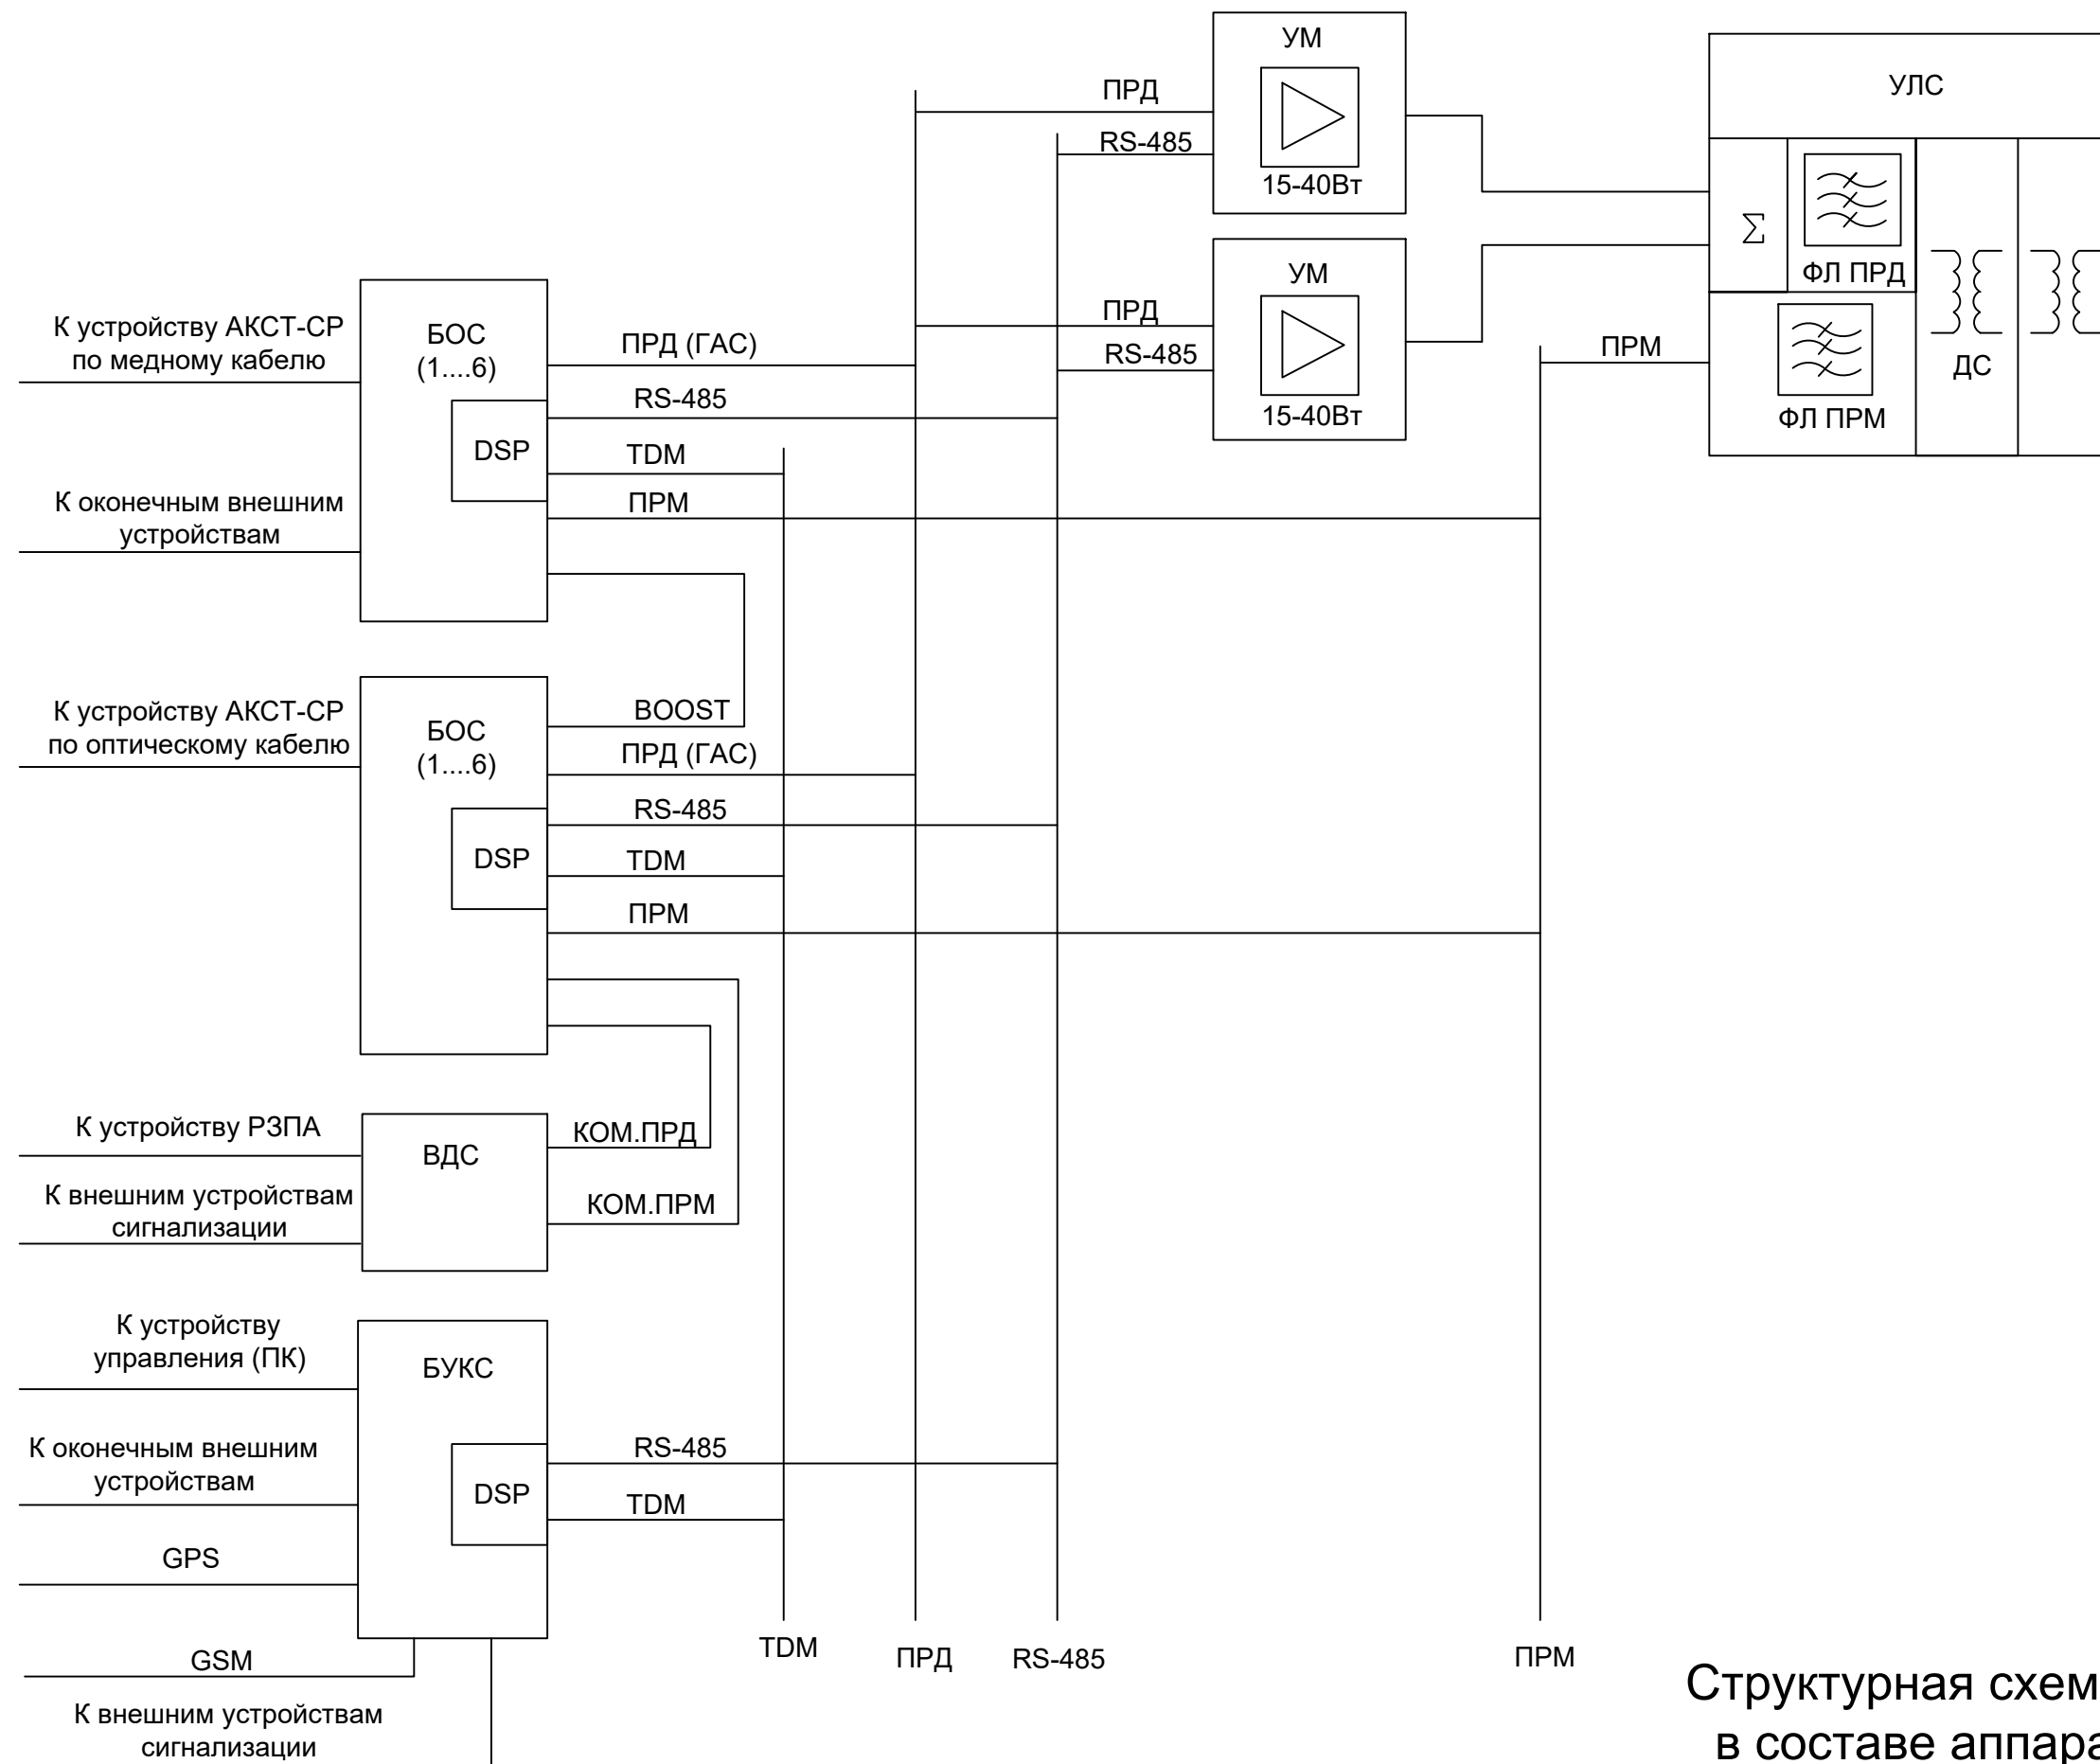 УМ
15-40Вт
ПРД
RS-485
УЛС
Σ
ФЛ ПРД
ФЛ ПРМ
ДС
УМ
15-40Вт
ПРД
RS-485
ПРМ
К устройству АКСТ-СР
по медному кабелю
К оконечным внешним
устройствам
БОС
(1....6)
DSP
ПРД (ГАС)
RS-485
TDM
ПРМ
К устройству АКСТ-СР
по оптическому кабелю
БОС
(1....6)
DSP
BOOST
ПРД (ГАС)
RS-485
TDM
ПРМ
К устройству РЗПА
К внешним устройствам
сигнализации
ВДС
КОМ.ПРД
КОМ.ПРМ
К устройству
управления (ПК)
К оконечным внешним
устройствам
GPS
GSM
К внешним устройствам
сигнализации
БУКС
DSP
RS-485
TDM
TDM
ПРД
RS-485
ПРМ
Структурная схем
в составе аппара